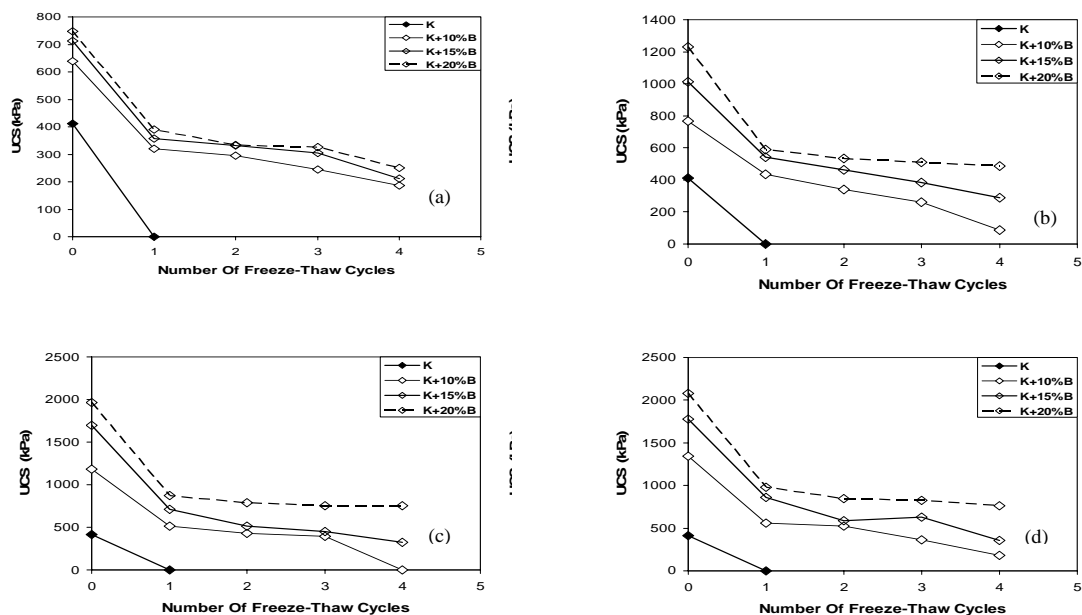 UCS (kPa)
800
700
600
500
400
300
200
100
0
K
K+10%B
K+15%B
K+20%B
(a)
0 1 2 3 4 5
Number Of Freeze-Thaw Cycles
UCS (kPa)
1400
1200
1000
800
600
400
200
0
K
K+10%B
K+15%B
K+20%B
(b)
0 1 2 3 4 5
Number Of Freeze-Thaw Cycles
UCS (kPa)
2500
2000
1500
1000
500
0
K
K+10%B
K+15%B
K+20%B
(c)
0 1 2 3 4 5
Number Of Freeze-Thaw Cycles
UCS (kPa)
2500
2000
1500
1000
500
0
K
K+10%B
K+15%B
K+20%B
(d)
0 1 2 3 4 5
Number Of Freeze-Thaw Cycles